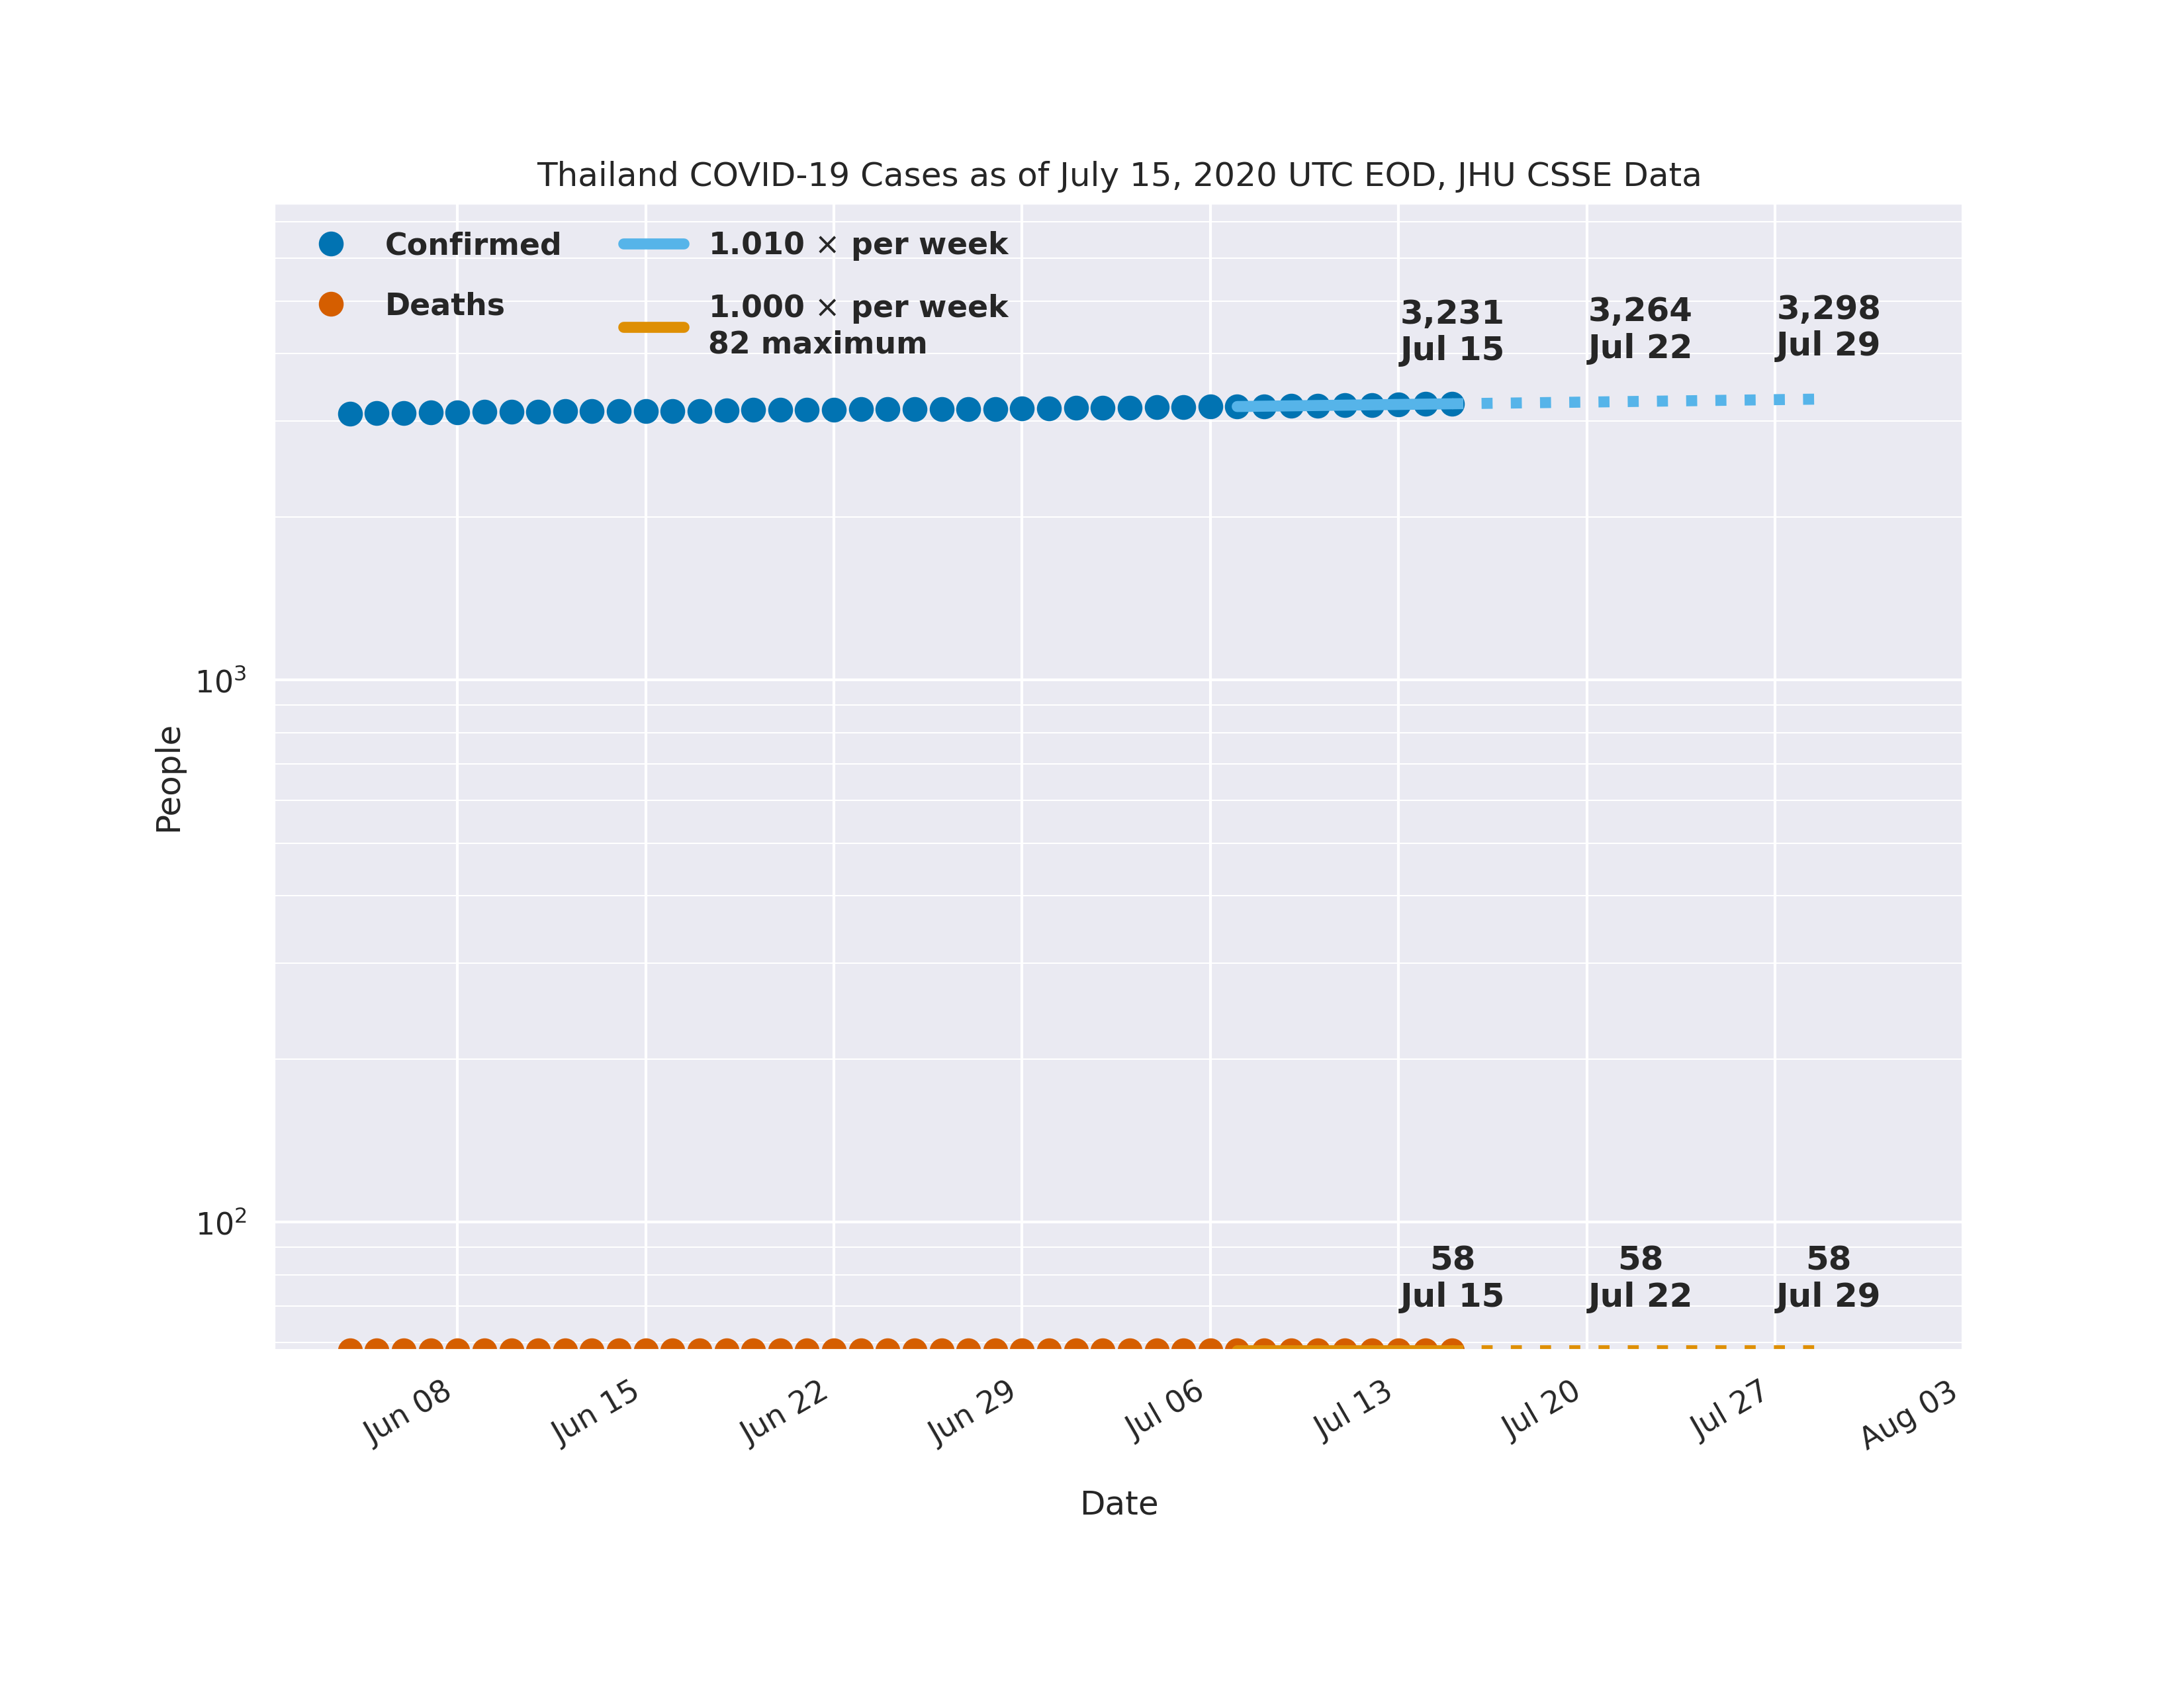 Thailand COVID-19 Cases as of July 15, 2020 UTC EOD, JHU CSSE Data
Confirmed
Deaths
1.010 × per week
1.000 × per week
82 maximum
3,231
Jul 15
3,264
Jul 22
3,298
Jul 29
10³
People
10²
58
Jul 15
58
Jul 22
58
Jul 29
Jun 08
Jun 15
Jun 22
Jun 29
Jul 06
Jul 13
Jul 20
Jul 27
Aug 03
Date